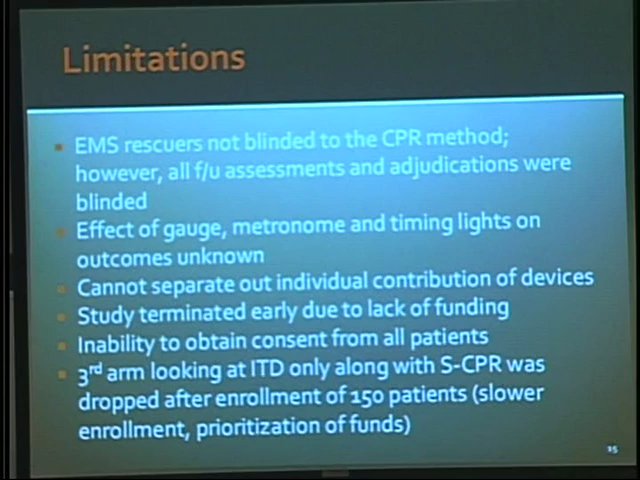 Limitations
EMS rescuers not blinded to the CPR method;
however, all f/u assessments and adjudications were
blinded
Effect of gauge, metronome and timing lights on
outcomes unknown
Cannot separate out individual contribution of devices
Study terminated early due to lack of funding
Inability to obtain consent from all patients
3rd arm looking at ITD only along with S-CPR was
dropped after enrollment of 150 patients (slower
enrollment, prioritization of funds)
15